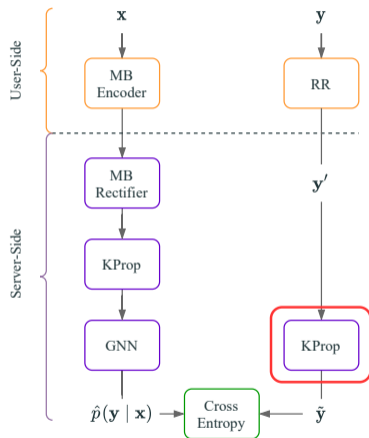 x
y
User-Side
MB
Encoder
RR
MB
Rectifier
y′
Server-Side
KProp
GNN
KProp
p̂(y | x)
Cross
Entropy
ỹ